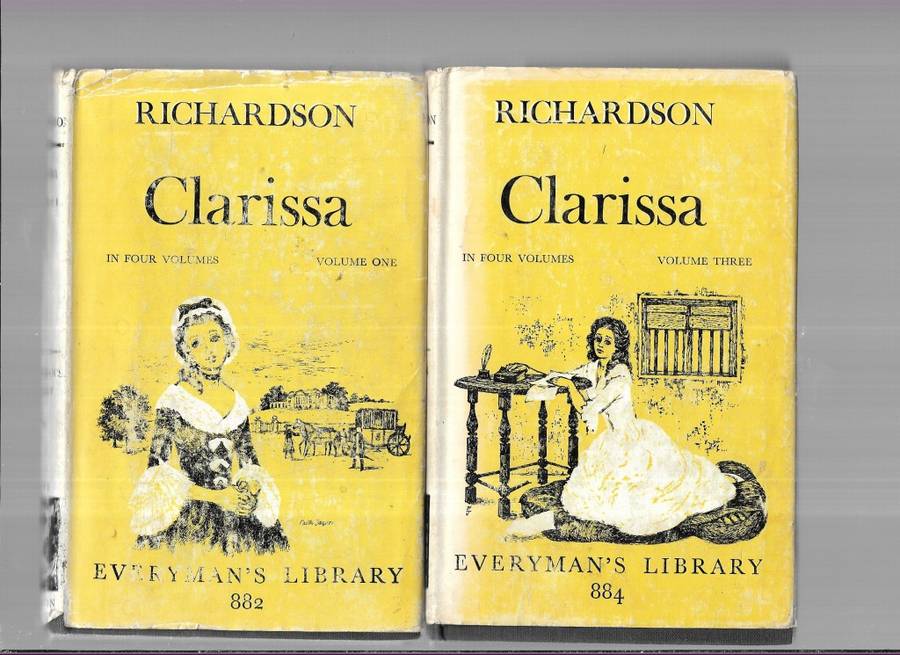 RICHARDSON
Clarissa
IN FOUR VOLUMES VOLUME ONE
EVERYMAN'S LIBRARY
882
RICHARDSON
Clarissa
IN FOUR VOLUMES VOLUME THREE
EVERYMAN'S LIBRARY
884